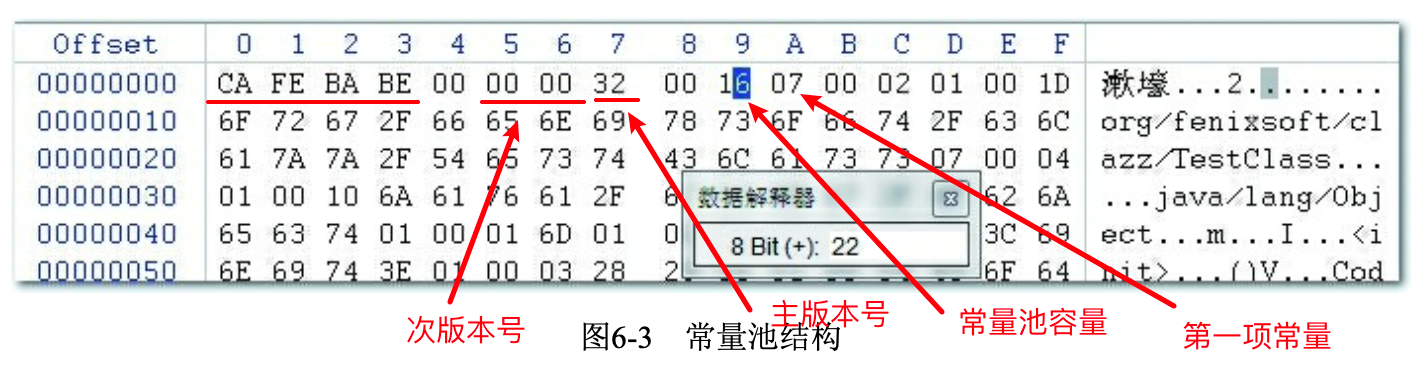 Offset 0 1 2 3 4 5 6 7 8 9 A B C D E F
00000000 CA FE BA BE 00 00 00 32 00 16 07 00 02 01 00 1D 漱壕...2........
00000010 6F 72 67 2F 66 65 6E 69 78 73 6F 66 74 2F 63 6C org/fenixsoft/cl
00000020 61 7A 7A 2F 54 65 73 74 43 6C 61 73 73 07 00 04 azz/TestClass...
00000030 01 00 10 6A 61 76 61 2F 6 62 6A ...java/lang/Obj
数据解释器
00000040 65 63 74 01 00 01 6D 01 0 3C 69 ect...m...I...<i
8 Bit (+): 22
00000050 6E 69 74 3E 01 00 03 28 2 6F 64 nit>...()V...Cod
次版本号
主版本号
常量池容量
第一项常量
图6-3 常量池结构